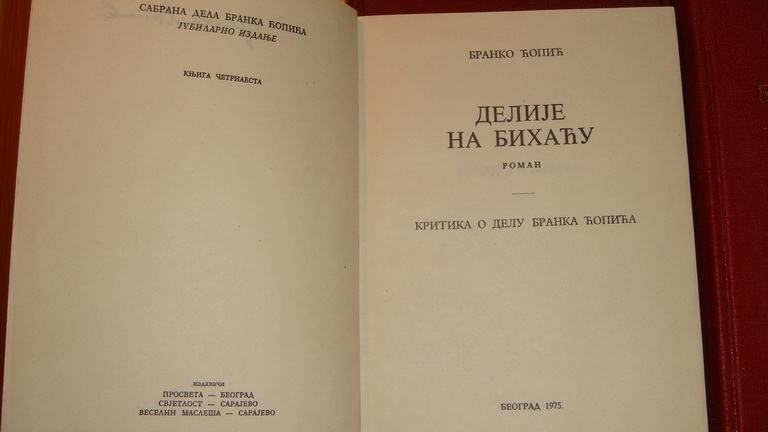 САБРАНА ДЕЛА БРАНКА ЋОПИЋА
ЈУБИЛАРНО ИЗДАЊЕ
КЊИГА ЧЕТРНАЕСТА
издавачи
ПРОСВЕТА — БЕОГРАД
СВЈЕТЛОСТ — САРАЈЕВО
ВЕСЕЛИН МАСЛЕША — САРАЈЕВО
БРАНКО ЋОПИЋ
ДЕЛИЈЕ
НА БИХАЋУ
РОМАН
КРИТИКА О ДЕЛУ БРАНКА ЋОПИЋА
БЕОГРАД 1975.